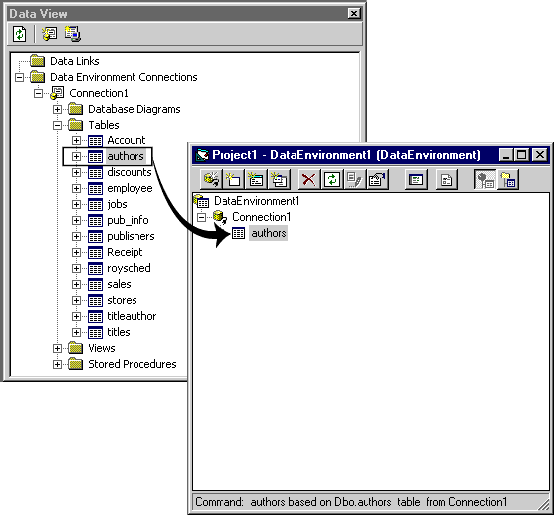 Data View
Data Links
Data Environment Connections
Connection1
Database Diagrams
Tables
Account
authors
discounts
employee
jobs
pub_info
publishers
Receipt
roysched
sales
stores
titleauthor
titles
Views
Stored Procedures
Project1 - DataEnvironment1 (DataEnvironment)
DataEnvironment1
Connection1
authors
Command: authors based on Dbo.authors table from Connection1